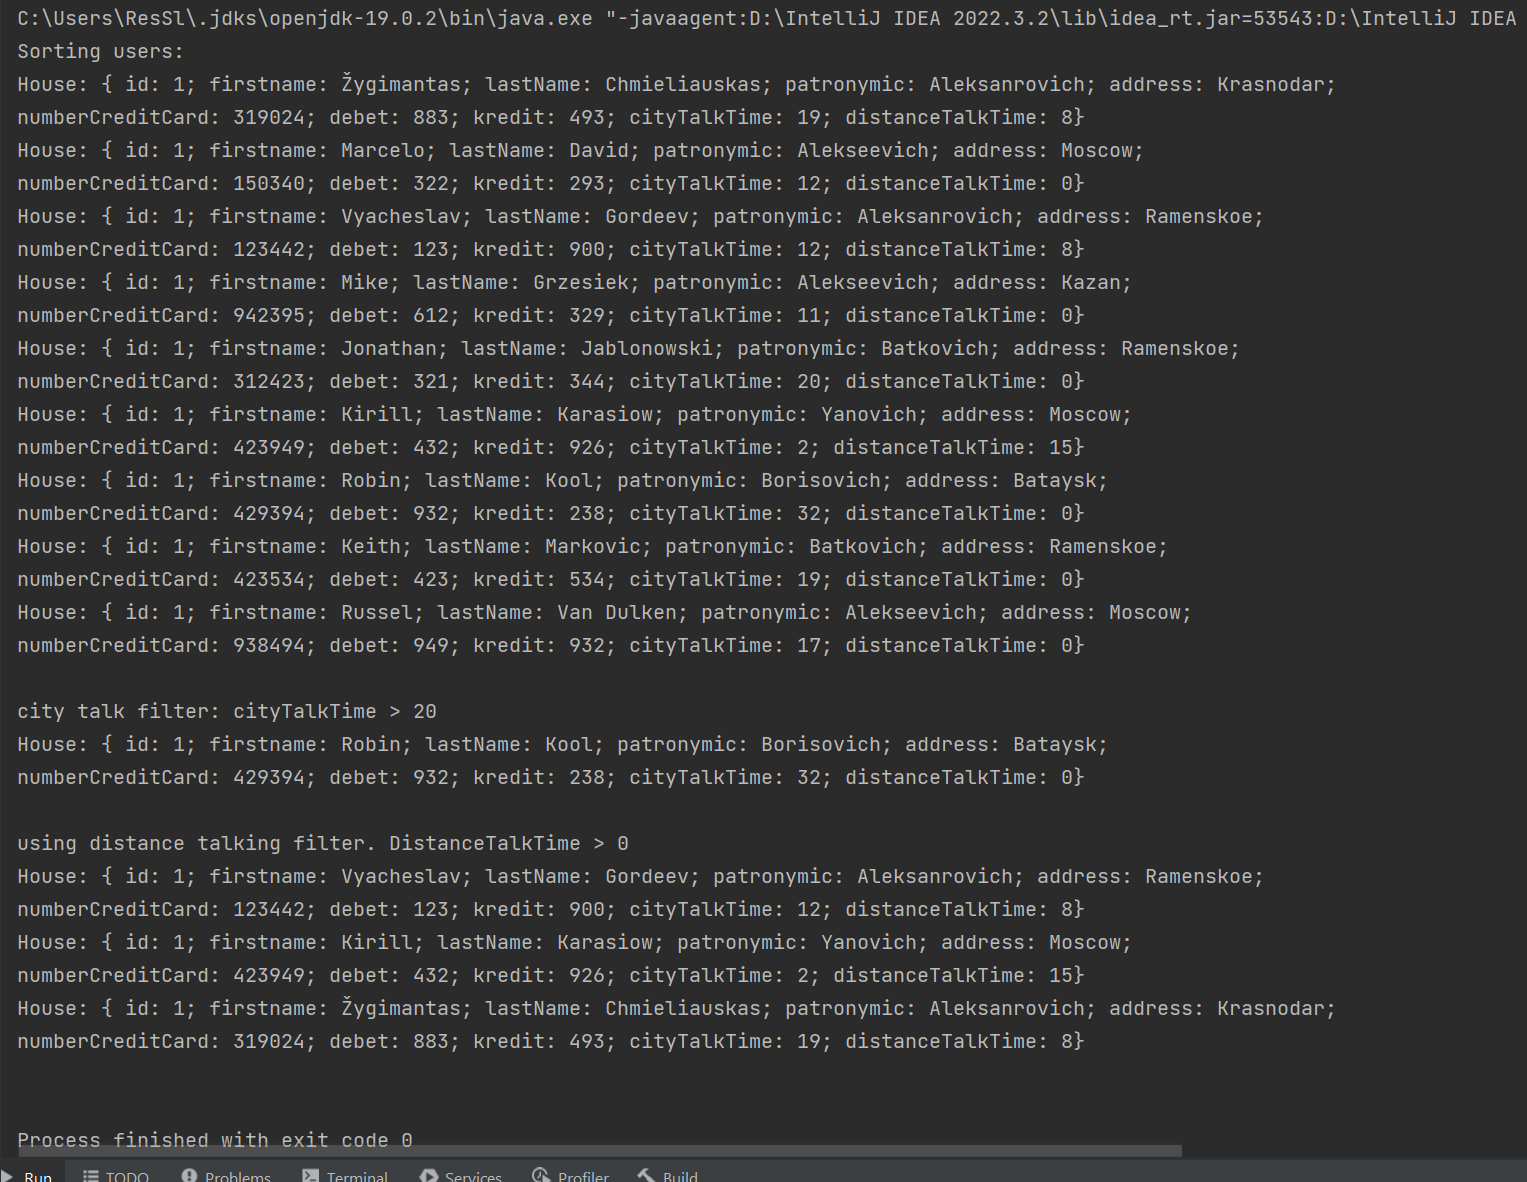 C:\Users\ResSl\.jdks\openjdk-19.0.2\bin\java.exe "-javaagent:D:\IntelliJ IDEA 2022.3.2\lib\idea_rt.jar=53543:D:\IntelliJ IDEA
Sorting users:
House: { id: 1; firstname: Žygimantas; lastName: Chmieliauskas; patronymic: Aleksanrovich; address: Krasnodar;
numberCreditCard: 319024; debet: 883; kredit: 493; cityTalkTime: 19; distanceTalkTime: 8}
House: { id: 1; firstname: Marcelo; lastName: David; patronymic: Alekseevich; address: Moscow;
numberCreditCard: 150340; debet: 322; kredit: 293; cityTalkTime: 12; distanceTalkTime: 0}
House: { id: 1; firstname: Vyacheslav; lastName: Gordeev; patronymic: Aleksanrovich; address: Ramenskoe;
numberCreditCard: 123442; debet: 123; kredit: 900; cityTalkTime: 12; distanceTalkTime: 8}
House: { id: 1; firstname: Mike; lastName: Grzesiek; patronymic: Alekseevich; address: Kazan;
numberCreditCard: 942395; debet: 612; kredit: 329; cityTalkTime: 11; distanceTalkTime: 0}
House: { id: 1; firstname: Jonathan; lastName: Jablonowski; patronymic: Batkovich; address: Ramenskoe;
numberCreditCard: 312423; debet: 321; kredit: 344; cityTalkTime: 20; distanceTalkTime: 0}
House: { id: 1; firstname: Kirill; lastName: Karasiow; patronymic: Yanovich; address: Moscow;
numberCreditCard: 423949; debet: 432; kredit: 926; cityTalkTime: 2; distanceTalkTime: 15}
House: { id: 1; firstname: Robin; lastName: Kool; patronymic: Borisovich; address: Bataysk;
numberCreditCard: 429394; debet: 932; kredit: 238; cityTalkTime: 32; distanceTalkTime: 0}
House: { id: 1; firstname: Keith; lastName: Markovic; patronymic: Batkovich; address: Ramenskoe;
numberCreditCard: 423534; debet: 423; kredit: 534; cityTalkTime: 19; distanceTalkTime: 0}
House: { id: 1; firstname: Russel; lastName: Van Dulken; patronymic: Alekseevich; address: Moscow;
numberCreditCard: 938494; debet: 949; kredit: 932; cityTalkTime: 17; distanceTalkTime: 0}
city talk filter: cityTalkTime > 20
House: { id: 1; firstname: Robin; lastName: Kool; patronymic: Borisovich; address: Bataysk;
numberCreditCard: 429394; debet: 932; kredit: 238; cityTalkTime: 32; distanceTalkTime: 0}
using distance talking filter. DistanceTalkTime > 0
House: { id: 1; firstname: Vyacheslav; lastName: Gordeev; patronymic: Aleksanrovich; address: Ramenskoe;
numberCreditCard: 123442; debet: 123; kredit: 900; cityTalkTime: 12; distanceTalkTime: 8}
House: { id: 1; firstname: Kirill; lastName: Karasiow; patronymic: Yanovich; address: Moscow;
numberCreditCard: 423949; debet: 432; kredit: 926; cityTalkTime: 2; distanceTalkTime: 15}
House: { id: 1; firstname: Žygimantas; lastName: Chmieliauskas; patronymic: Aleksanrovich; address: Krasnodar;
numberCreditCard: 319024; debet: 883; kredit: 493; cityTalkTime: 19; distanceTalkTime: 8}
Process finished with exit code 0
Run TODO Problems Terminal Services Profiler Build